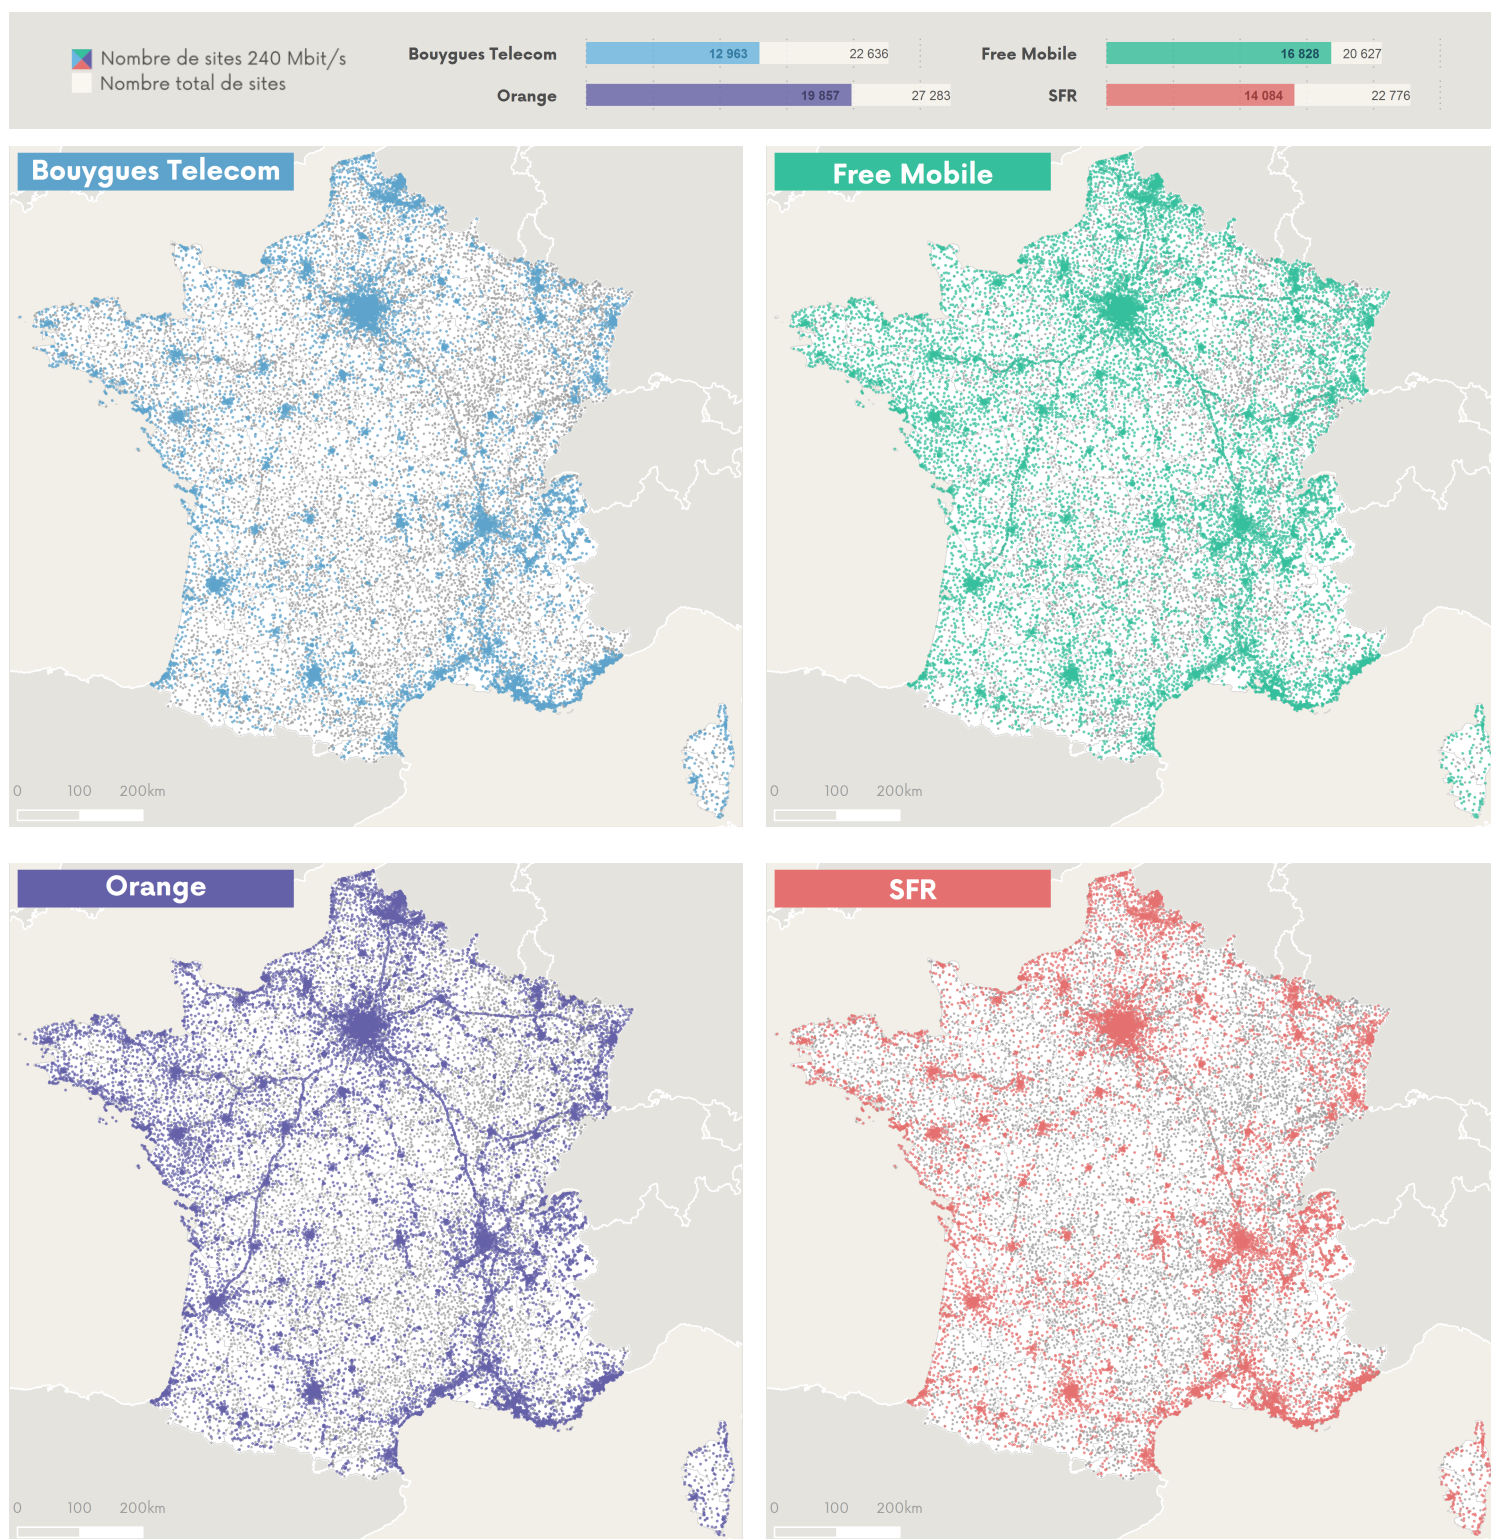 Nombre de sites 240 Mbit/s
Nombre total de sites
Bouygues Telecom 12 963 22 636
Orange 19 857 27 283
Free Mobile 16 828 20 627
SFR 14 084 22 776
Bouygues Telecom
0 100 200km
Free Mobile
0 100 200km
Orange
0 100 200km
SFR
0 100 200km